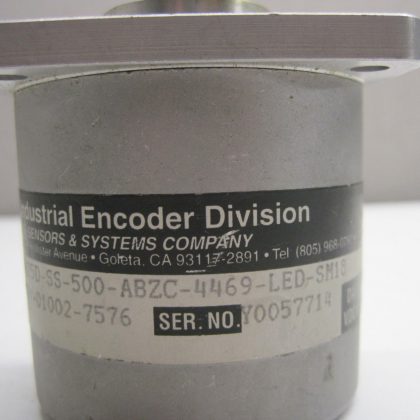 Industrial Encoder Division
SENSORS & SYSTEMS COMPANY
Avenue • Goleta, CA 93117-2891 • Tel (805) 968-
SS-500-ABZC-4469-LED-SM18
01002-7576 SER. NO. Y0057714